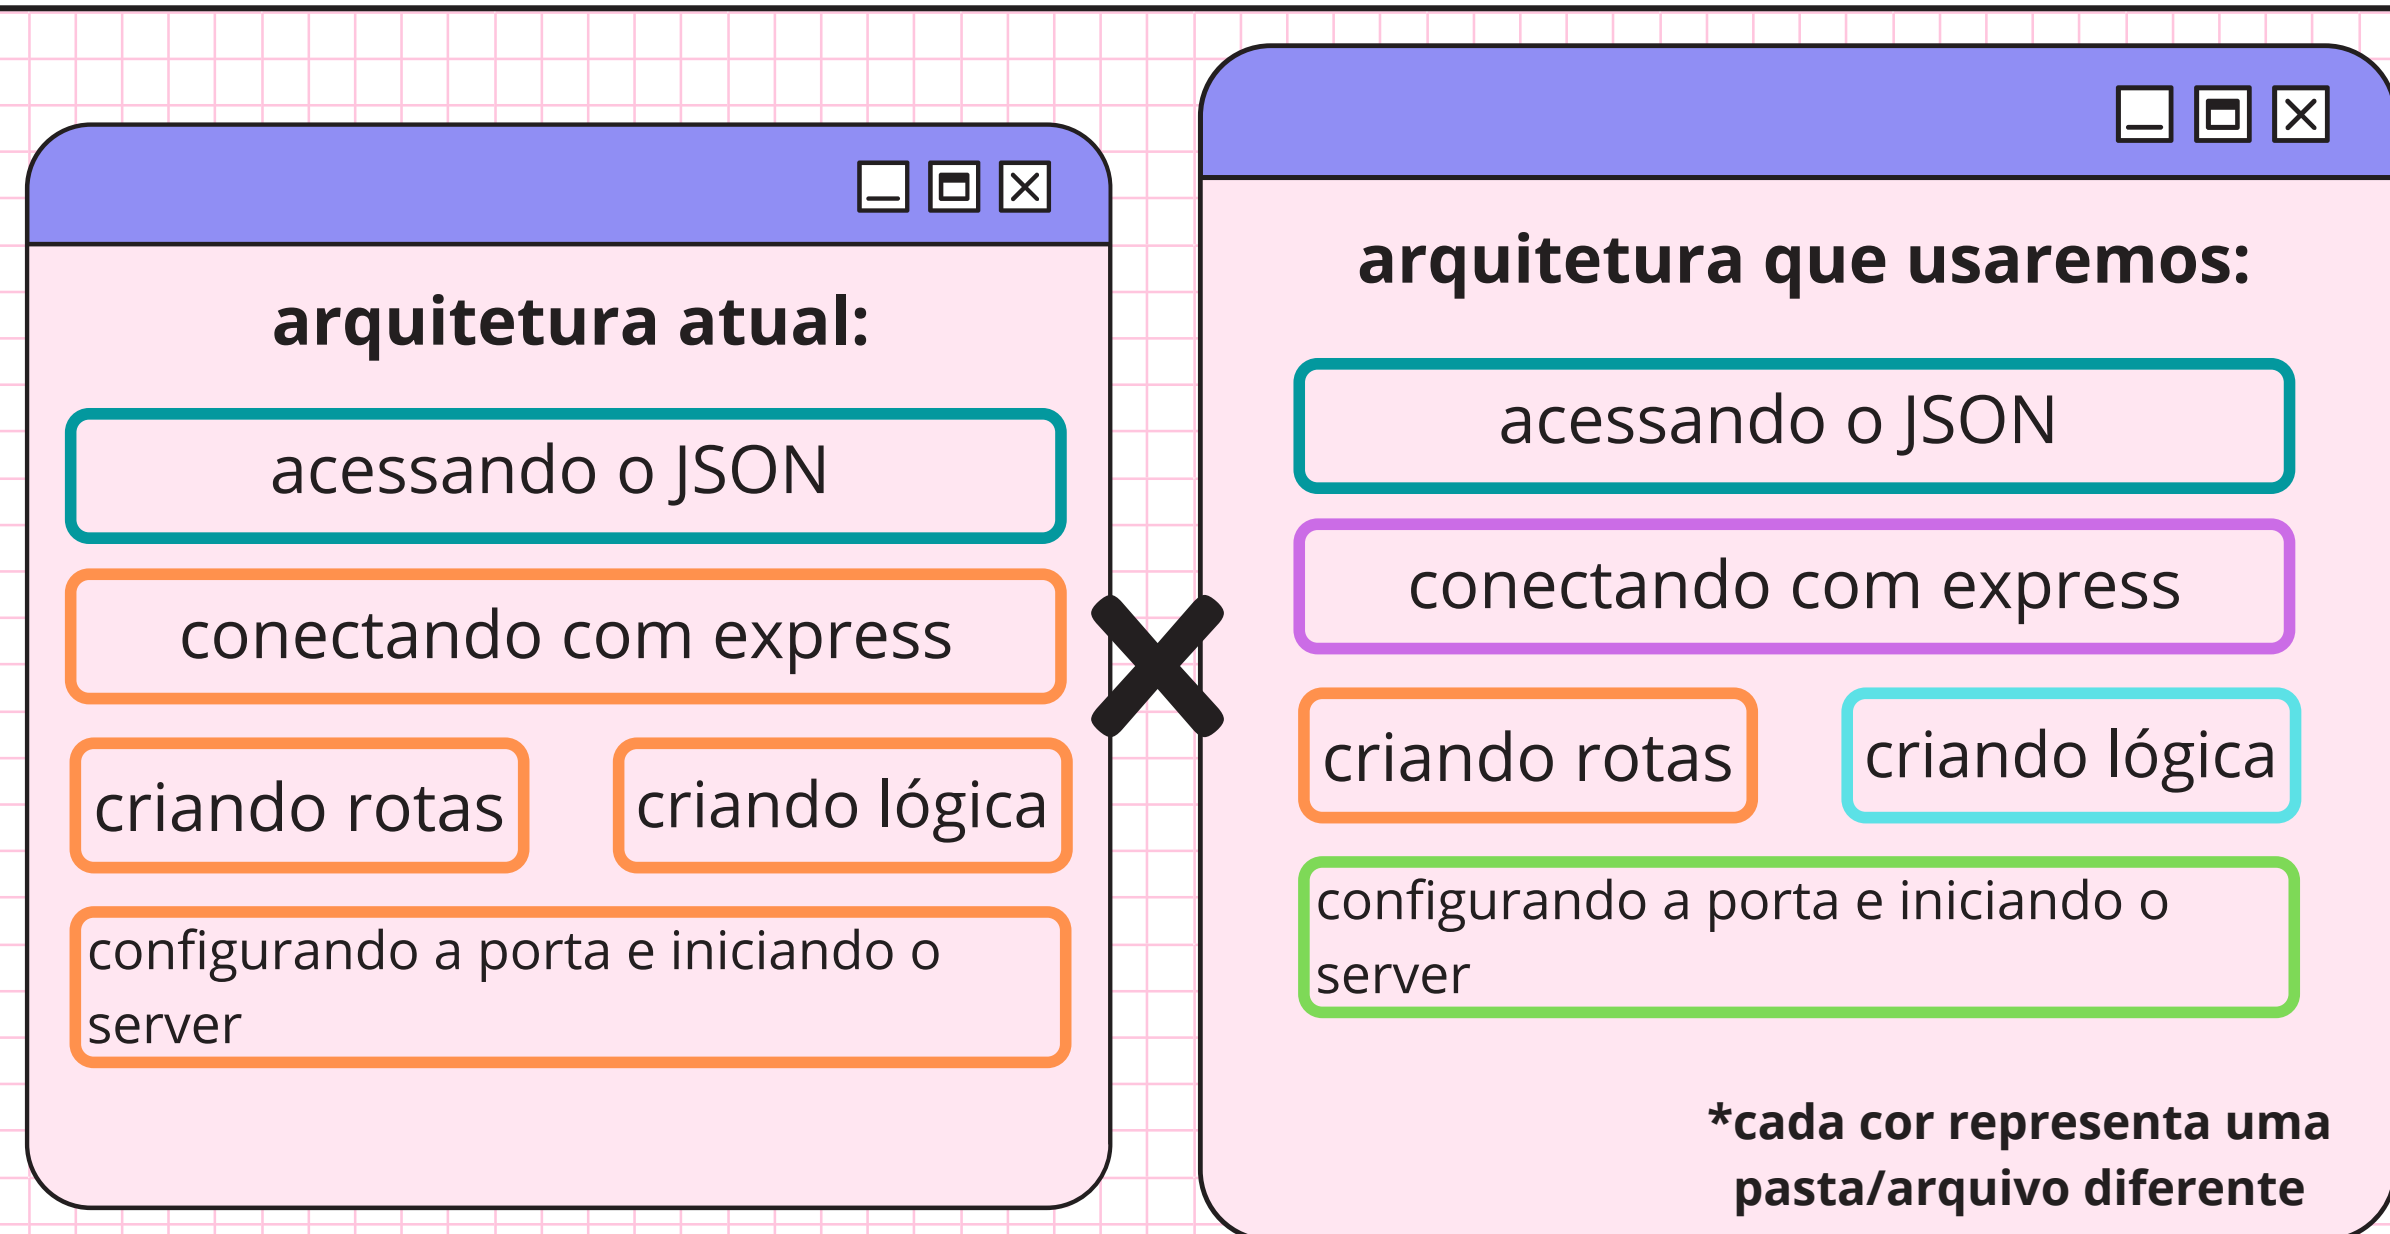 arquitetura atual:
acessando o JSON
conectando com express
criando rotas
criando lógica
configurando a porta e iniciando o
server
arquitetura que usaremos:
acessando o JSON
conectando com express
criando rotas
criando lógica
configurando a porta e iniciando o
server
*cada cor representa uma
pasta/arquivo diferente